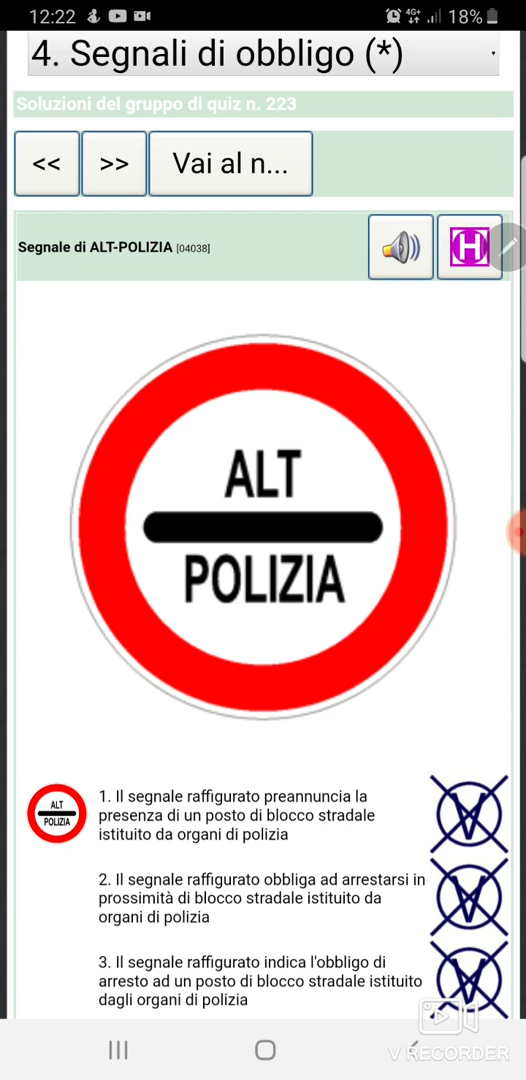 12:22 4G+ 18%
4. Segnali di obbligo (*)
Soluzioni del gruppo di quiz n. 223
<< >> Vai al n...
Segnale di ALT-POLIZIA [04038]
H
ALT
POLIZIA
ALT
POLIZIA
1. Il segnale raffigurato preannuncia la
presenza di un posto di blocco stradale
istituito da organi di polizia
V
2. Il segnale raffigurato obbliga ad arrestarsi in
prossimità di blocco stradale istituito da
organi di polizia
V
3. Il segnale raffigurato indica l'obbligo di
arresto ad un posto di blocco stradale istituito
dagli organi di polizia
V
V RECORDER